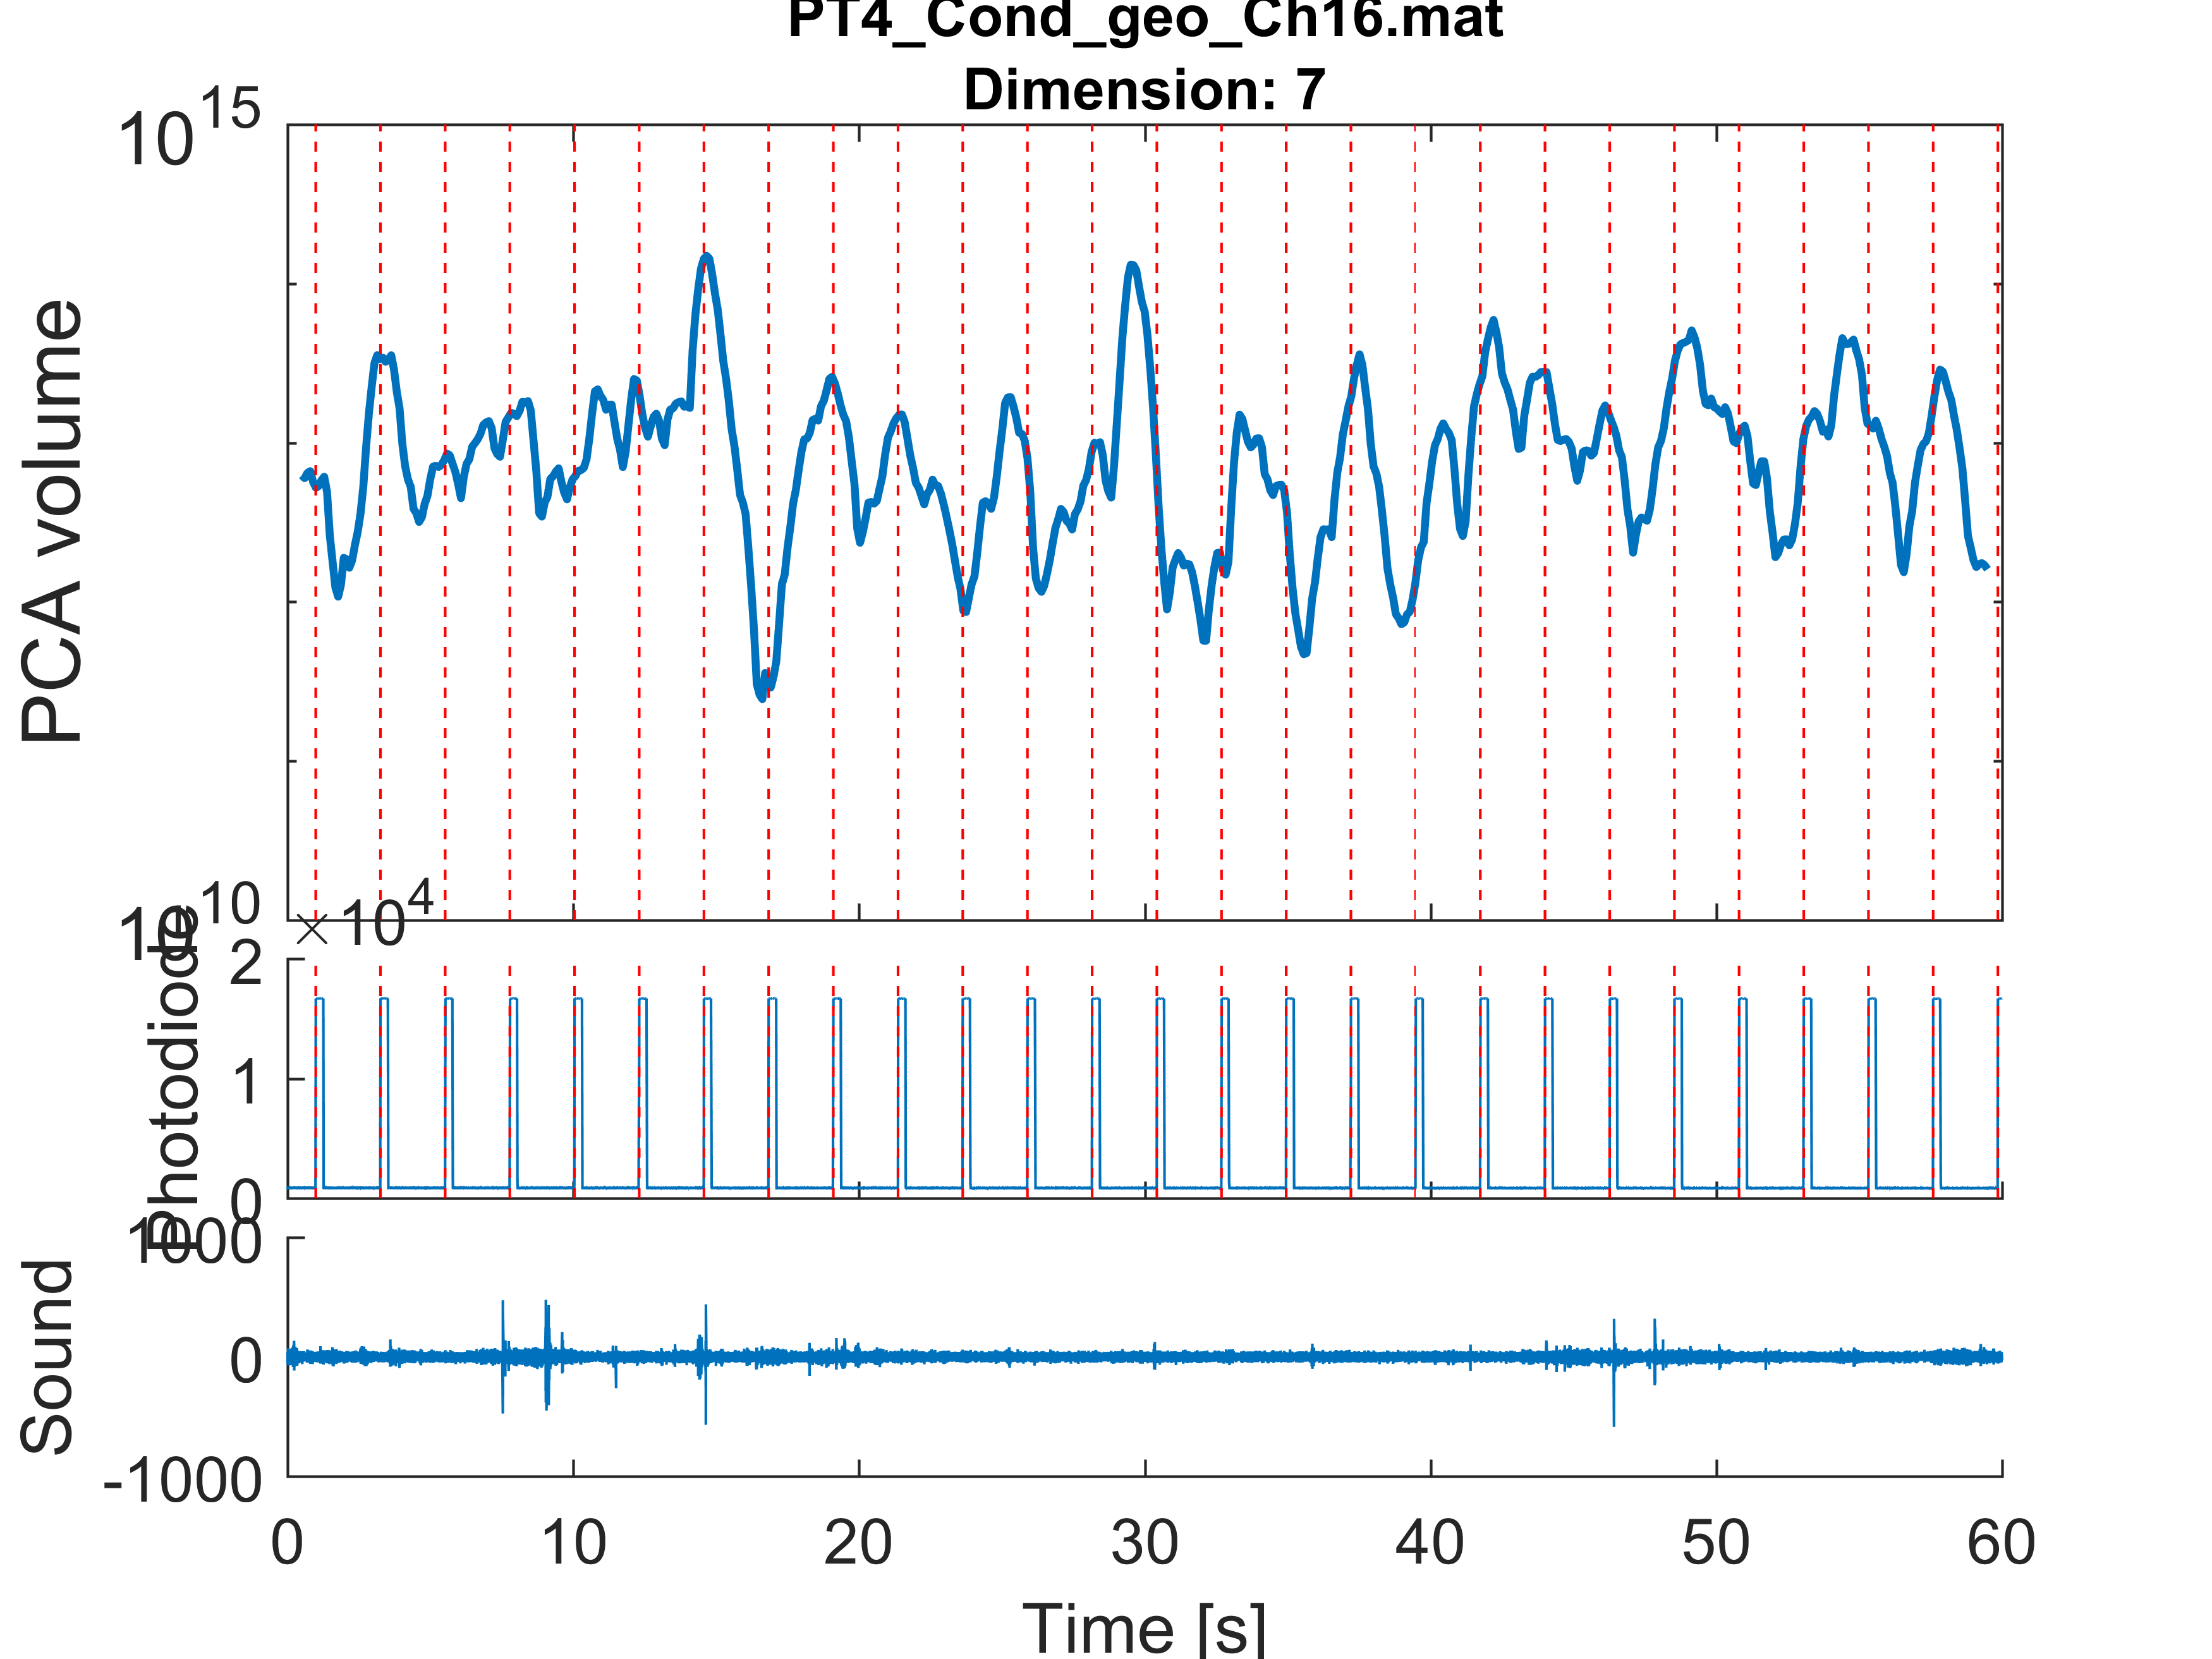 PT4_Cond_geo_Ch16.mat
Dimension: 7
10^15
PCA volume
10^10
× 10^4
2
1
0
Photodiode
1000
0
-1000
Sound
0 10 20 30 40 50 60
Time [s]